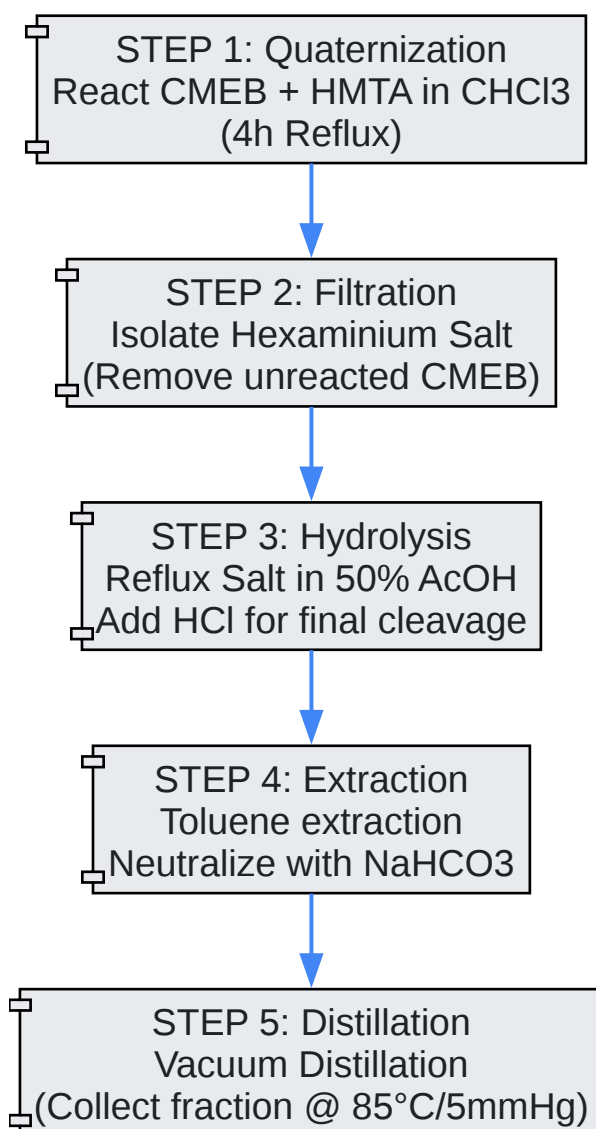 STEP 1: Quaternization
React CMEB + HMTA in CHCl3
(4h Reflux)
STEP 2: Filtration
Isolate Hexaminium Salt
(Remove unreacted CMEB)
STEP 3: Hydrolysis
Reflux Salt in 50% AcOH
Add HCl for final cleavage
STEP 4: Extraction
Toluene extraction
Neutralize with NaHCO3
STEP 5: Distillation
Vacuum Distillation
(Collect fraction @ 85°C/5mmHg)